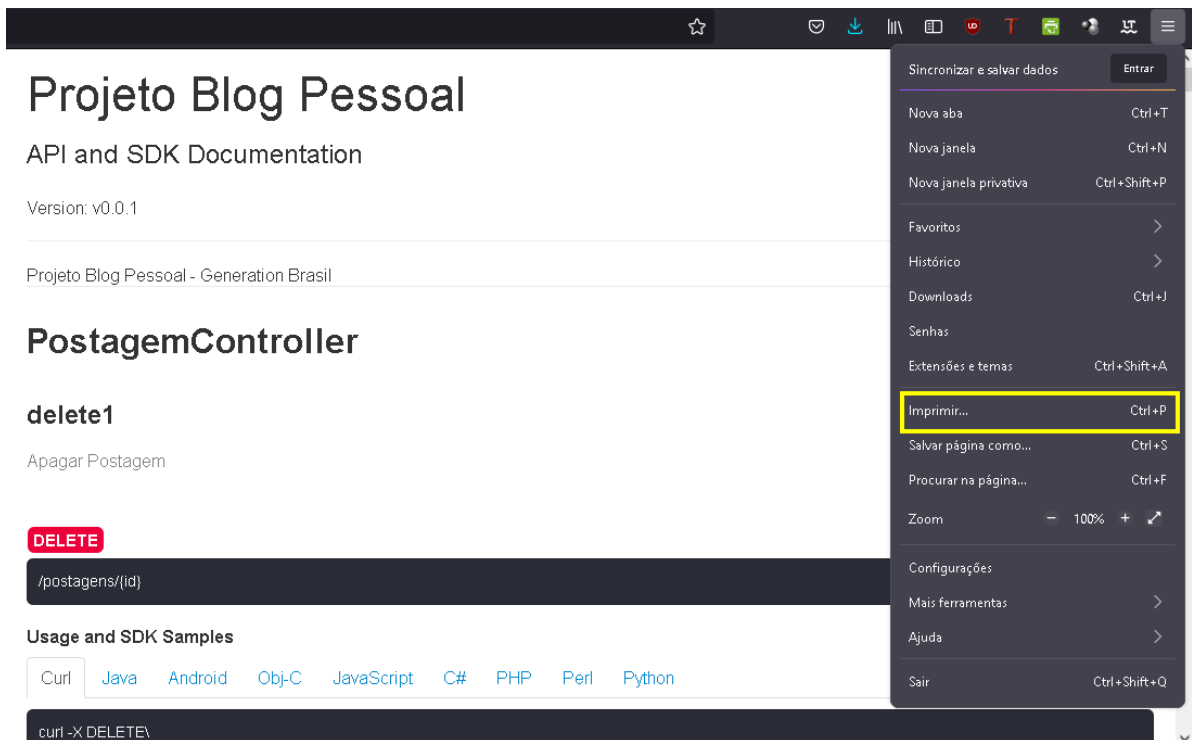 Projeto Blog Pessoal
API and SDK Documentation
Version: v0.0.1
Projeto Blog Pessoal - Generation Brasil
PostagemController
delete1
Apagar Postagem
DELETE
/postagens/{id}
Usage and SDK Samples
Curl Java Android Obj-C JavaScript C# PHP Perl Python
curl -X DELETE\
Sincronizar e salvar dados Entrar
Nova aba Ctrl+T
Nova janela Ctrl+N
Nova janela privativa Ctrl+Shift+P
Favoritos
Histórico
Downloads Ctrl+J
Senhas
Extensões e temas Ctrl+Shift+A
Imprimir... Ctrl+P
Salvar página como... Ctrl+S
Procurar na página... Ctrl+F
Zoom − 100% +
Configurações
Mais ferramentas
Ajuda
Sair Ctrl+Shift+Q